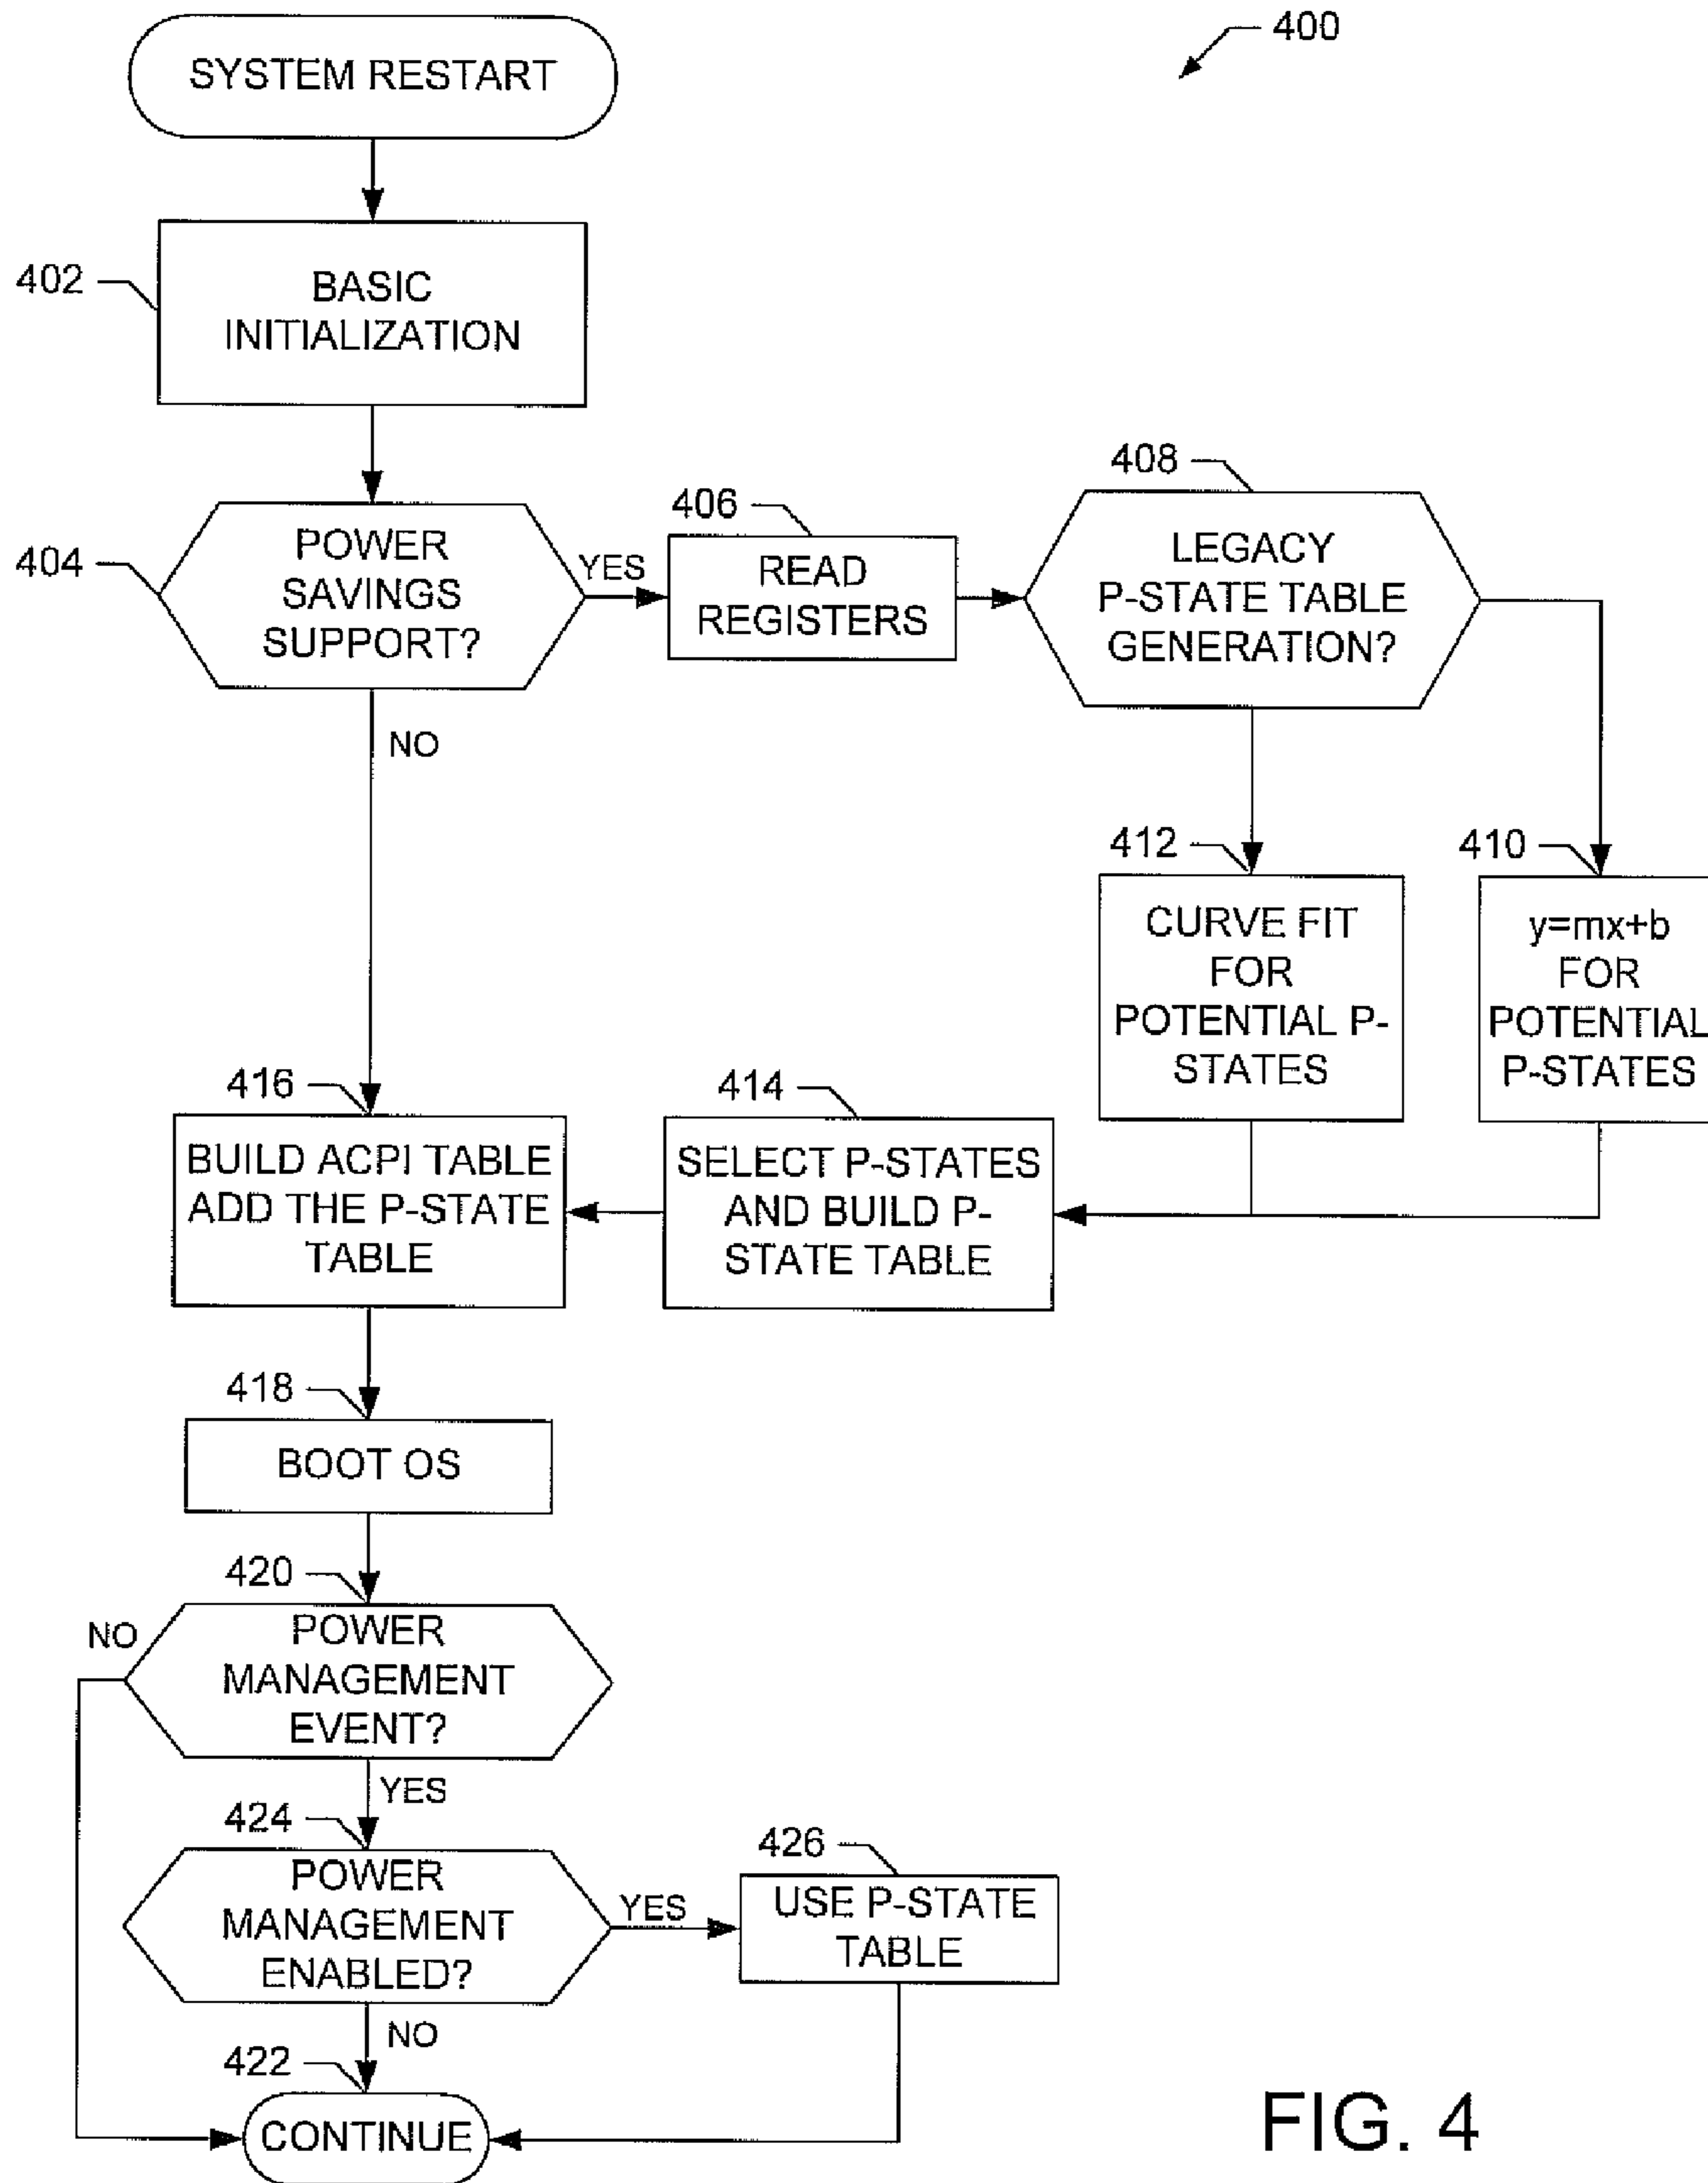 400
SYSTEM RESTART
402
BASIC
INITIALIZATION
404
POWER
SAVINGS
SUPPORT?
YES
NO
406
READ
REGISTERS
408
LEGACY
P-STATE TABLE
GENERATION?
412
CURVE FIT
FOR
POTENTIAL P-
STATES
410
y=mx+b
FOR
POTENTIAL
P-STATES
414
SELECT P-STATES
AND BUILD P-
STATE TABLE
416
BUILD ACPI TABLE
ADD THE P-STATE
TABLE
418
BOOT OS
420
NO
POWER
MANAGEMENT
EVENT?
YES
424
POWER
MANAGEMENT
ENABLED?
YES
426
USE P-STATE
TABLE
NO
422
CONTINUE
FIG. 4